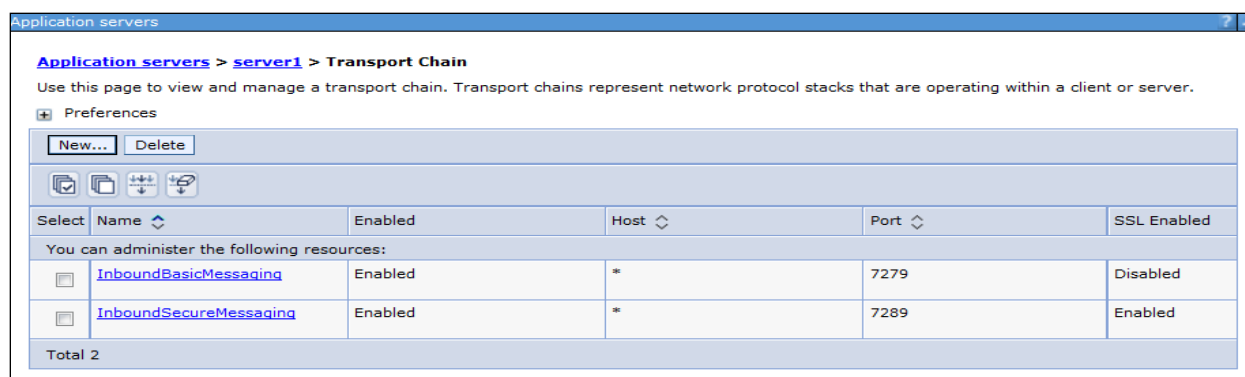 Application servers ?
Application servers > server1 > Transport Chain
Use this page to view and manage a transport chain. Transport chains represent network protocol stacks that are operating within a client or server.
+ Preferences
New... Delete
Select Name Enabled Host Port SSL Enabled
You can administer the following resources:
InboundBasicMessaging Enabled * 7279 Disabled
InboundSecureMessaging Enabled * 7289 Enabled
Total 2